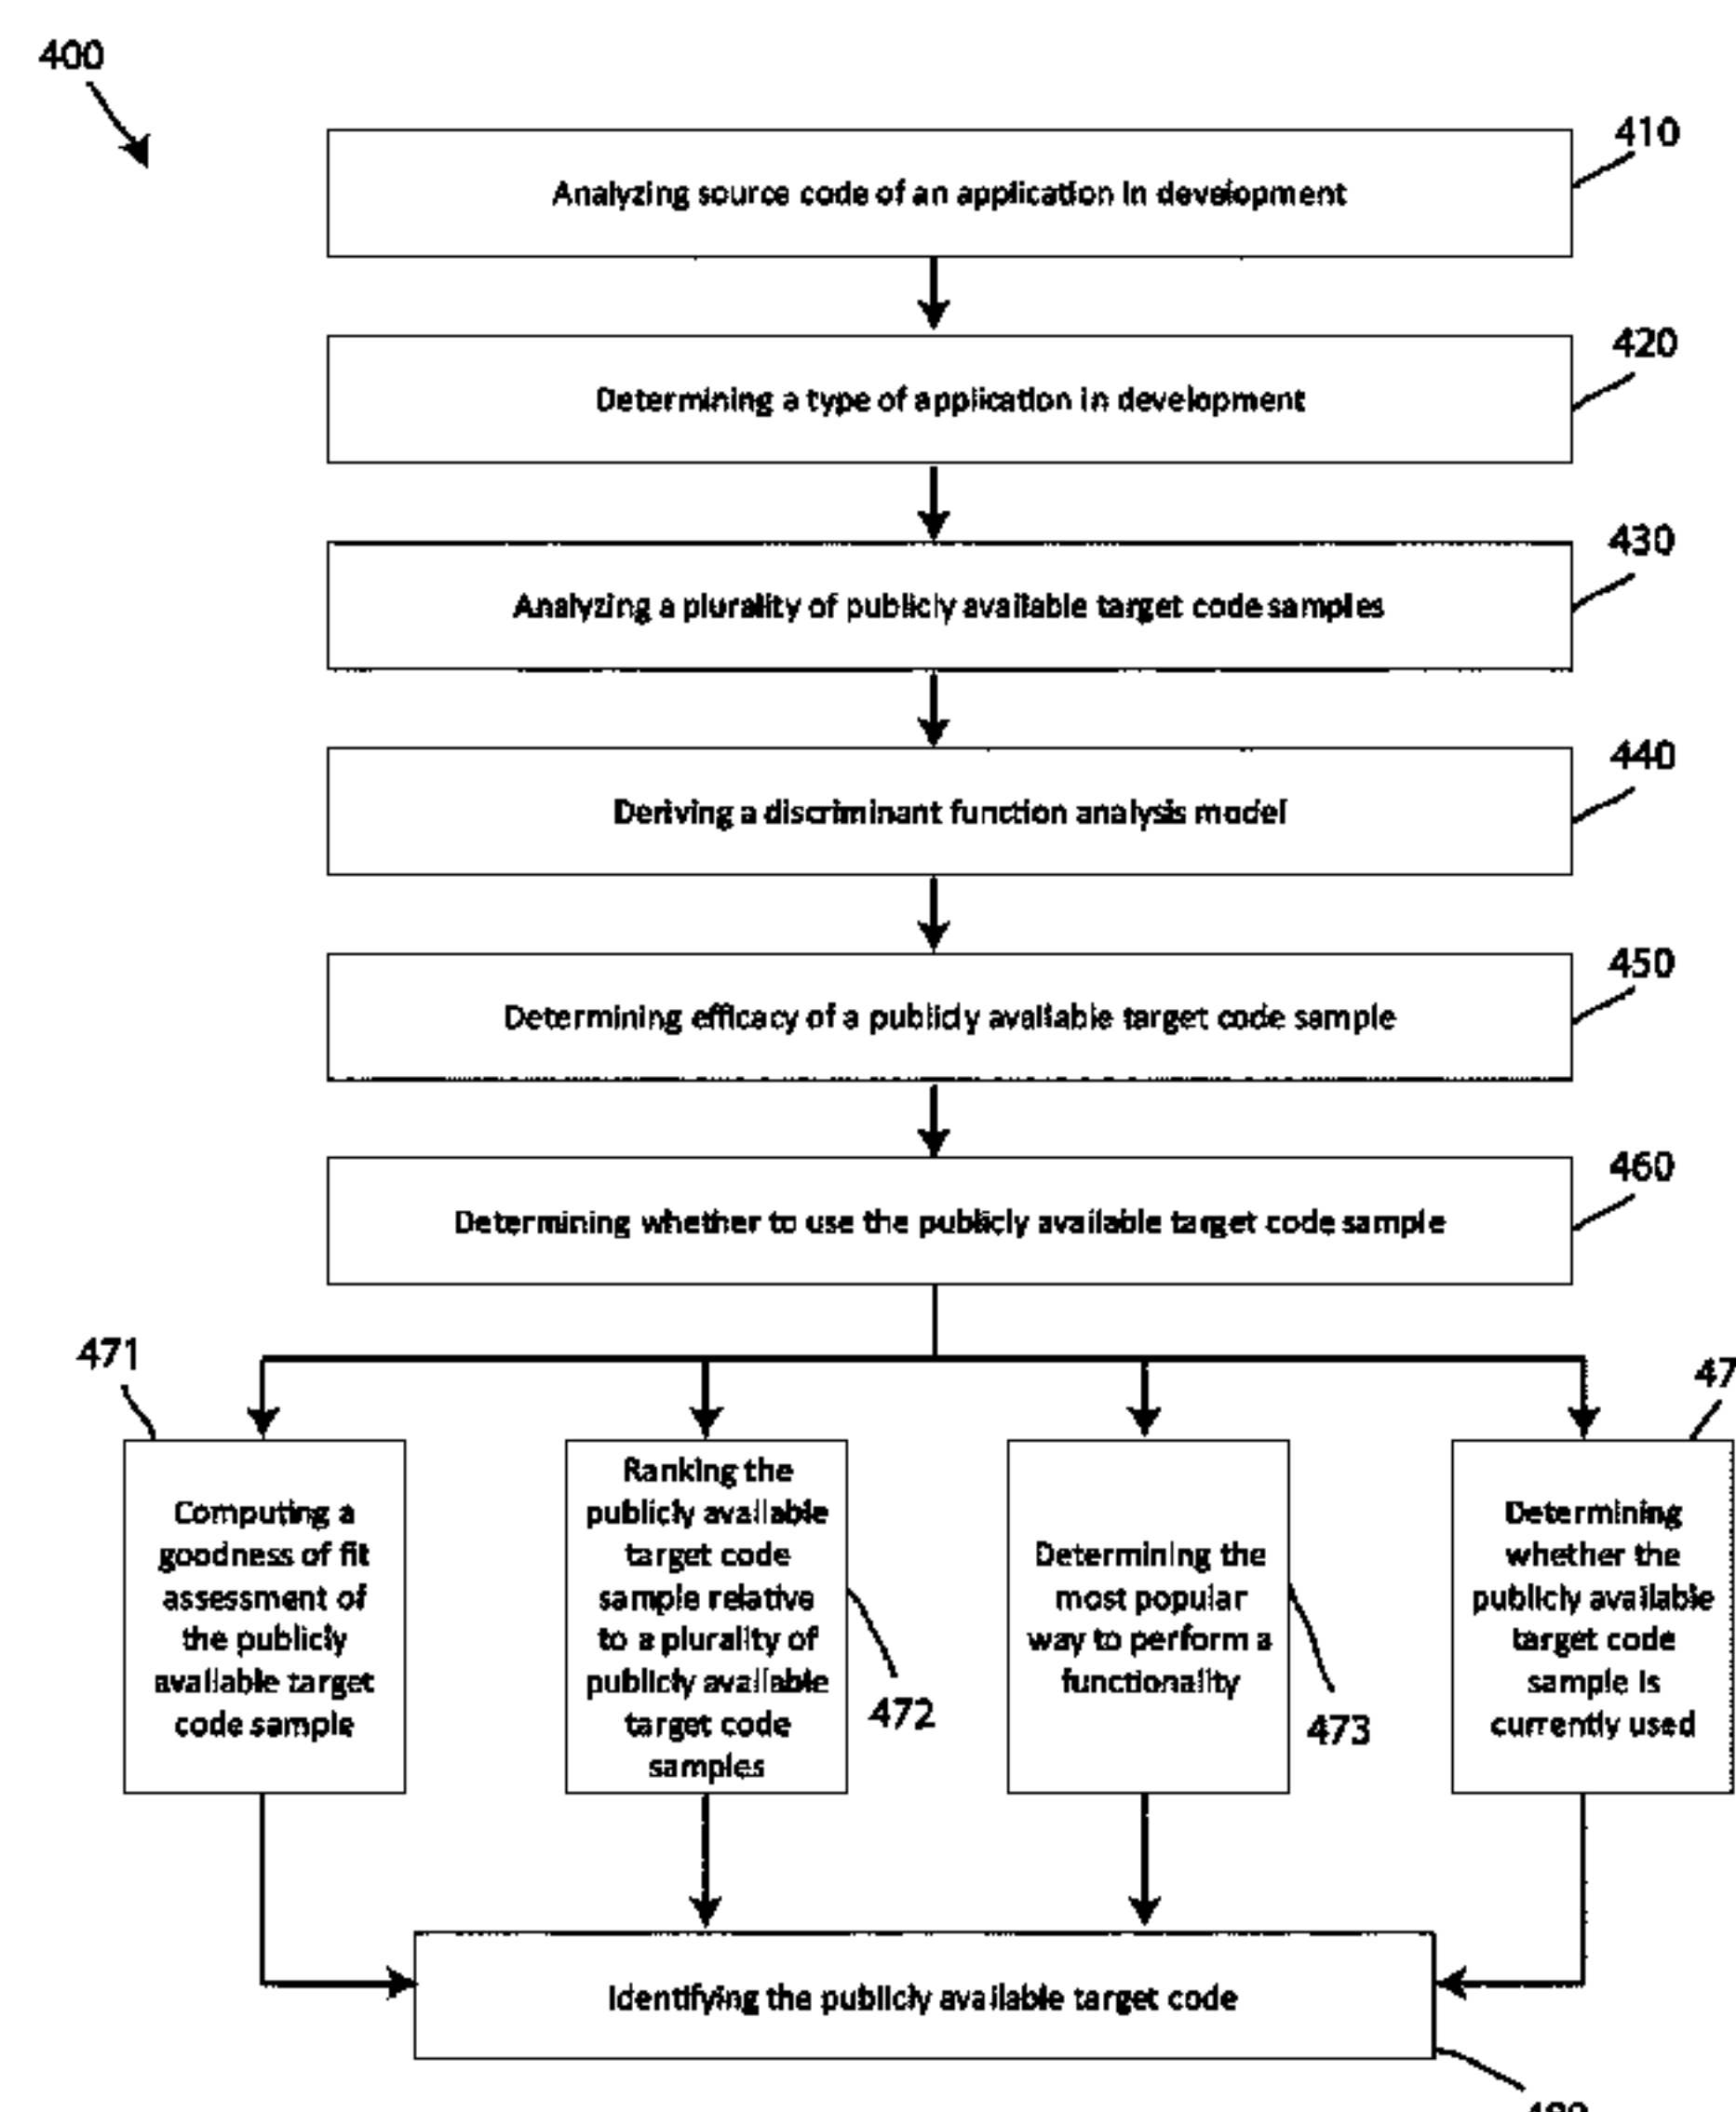 400
410
Analyzing source code of an application in development
420
Determining a type of application in development
430
Analyzing a plurality of publicly available target code samples
440
Deriving a discriminant function analysis model
450
Determining efficacy of a publicly available target code sample
460
Determining whether to use the publicly available target code sample
471
47
Computing a
goodness of fit
assessment of
the publicly
available target
code sample
Ranking the
publicly available
target code
sample relative
to a plurality of
publicly available
target code
samples
472
Determining the
most popular
way to perform a
functionality
473
Determining
whether the
publicly available
target code
sample is
currently used
Identifying the publicly available target code